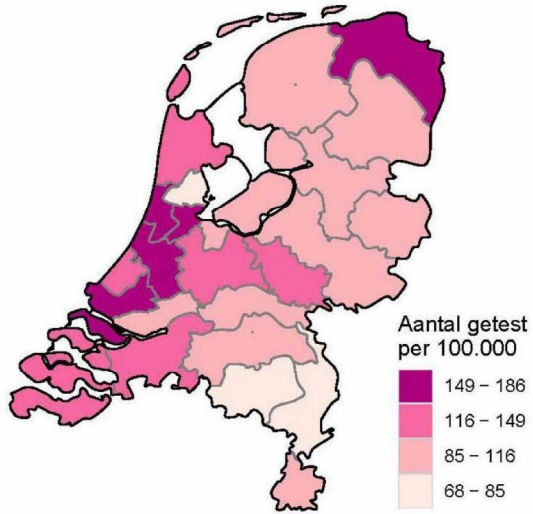 Aantal getest
per 100.000
149 – 186
116 – 149
85 – 116
68 – 85